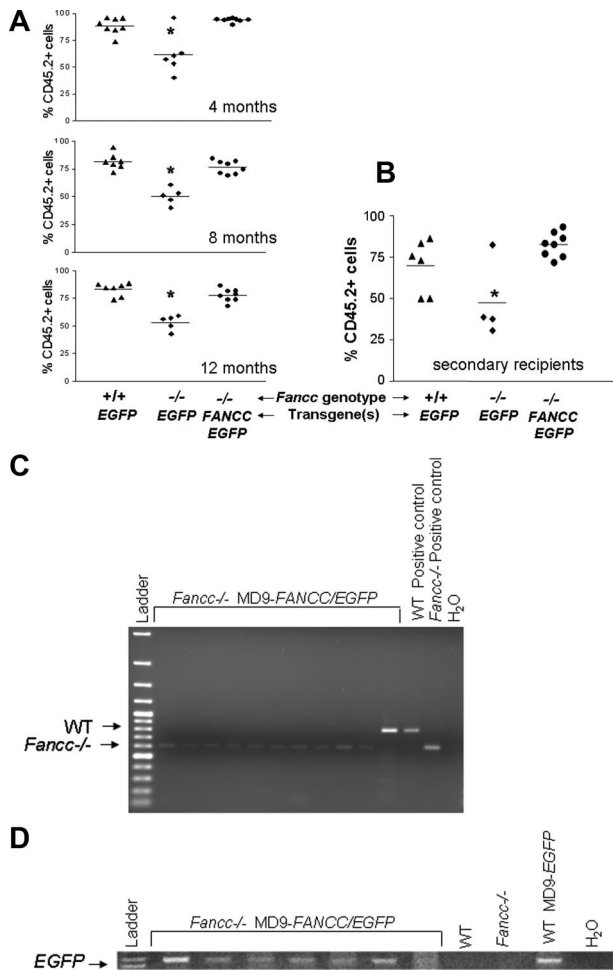 A
% CD45.2+ cells
100
75
50
25
0
*
4 months
% CD45.2+ cells
100
75
50
25
0
*
8 months
% CD45.2+ cells
100
75
50
25
0
*
12 months
+/+ -/- -/- ← Fancc genotype →
EGFP EGFP FANCC ← Transgene(s) →
EGFP
B
% CD45.2+ cells
100
75
50
25
0
*
secondary recipients
+/+ -/- -/-
EGFP EGFP FANCC
EGFP
C
Ladder
Fancc-/- MD9-FANCC/EGFP
WT Positive control
Fancc-/- Positive control
H2O
WT →
Fancc-/- →
D
Ladder
Fancc-/- MD9-FANCC/EGFP
WT
Fancc-/-
WT MD9-EGFP
H2O
EGFP →